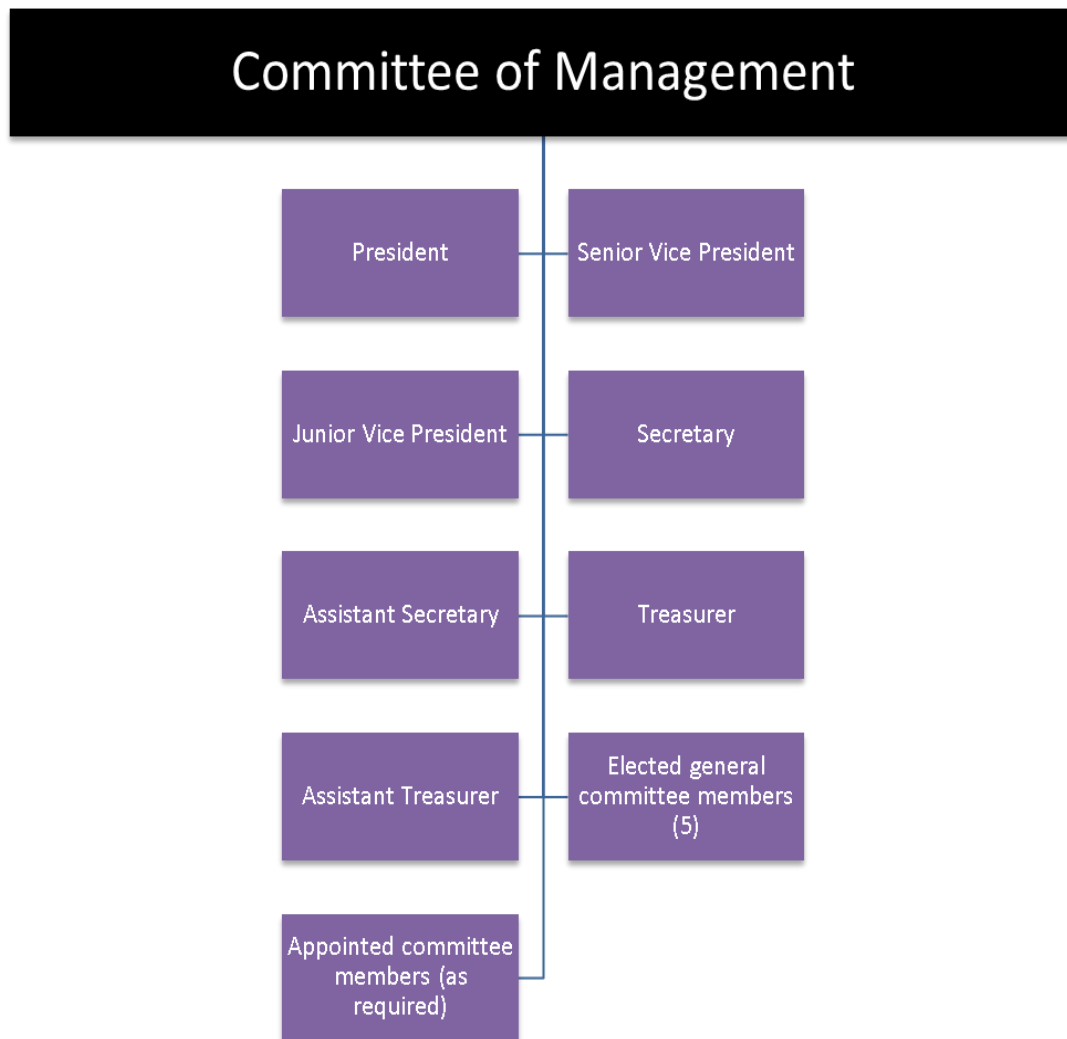 Committee of Management
President
Senior Vice President
Junior Vice President
Secretary
Assistant Secretary
Treasurer
Assistant Treasurer
Elected general
committee members
(5)
Appointed committee
members (as
required)